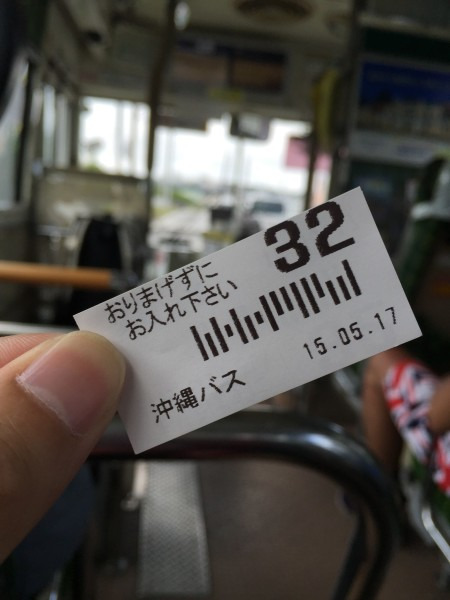 32
おりまげずに
お入れ下さい
15.05.17
沖縄バス